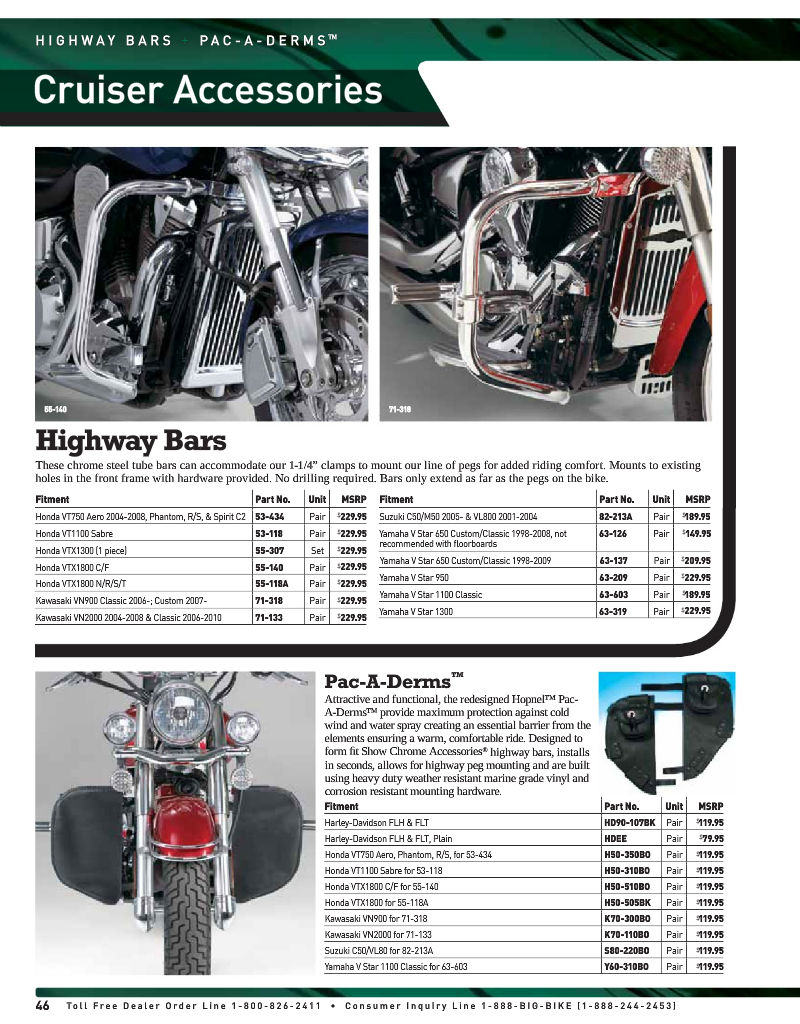 HIGHWAY BARS · PAC-A-DERMS™
Cruiser Accessories
55-140
71-318
Highway Bars
These chrome steel tube bars can accommodate our 1-1/4” clamps to mount our line of pegs for added riding comfort. Mounts to existing
holes in the front frame with hardware provided. No drilling required. Bars only extend as far as the pegs on the bike.
Fitment Part No. Unit MSRP
Honda VT750 Aero 2004-2008, Phantom, R/S, & Spirit C2 53-434 Pair $229.95
Honda VT1100 Sabre 53-118 Pair $229.95
Honda VTX1300 (1 piece) 55-307 Set $229.95
Honda VTX1800 C/F 55-140 Pair $229.95
Honda VTX1800 N/R/S/T 55-118A Pair $229.95
Kawasaki VN900 Classic 2006-; Custom 2007- 71-318 Pair $229.95
Kawasaki VN2000 2004-2008 & Classic 2006-2010 71-133 Pair $229.95
Fitment Part No. Unit MSRP
Suzuki C50/M50 2005- & VL800 2001-2004 82-213A Pair $189.95
Yamaha V Star 650 Custom/Classic 1998-2008, not 63-126 Pair $149.95
recommended with floorboards
Yamaha V Star 650 Custom/Classic 1998-2009 63-137 Pair $209.95
Yamaha V Star 950 63-209 Pair $229.95
Yamaha V Star 1100 Classic 63-603 Pair $189.95
Yamaha V Star 1300 63-319 Pair $229.95
Pac-A-Derms™
Attractive and functional, the redesigned Hopnel™ Pac-
A-Derms™ provide maximum protection against cold
wind and water spray creating an essential barrier from the
elements ensuring a warm, comfortable ride. Designed to
form fit Show Chrome Accessories® highway bars, installs
in seconds, allows for highway peg mounting and are built
using heavy duty weather resistant marine grade vinyl and
corrosion resistant mounting hardware.
Fitment Part No. Unit MSRP
Harley-Davidson FLH & FLT HD90-107BK Pair $119.95
Harley-Davidson FLH & FLT, Plain HDEE Pair $79.95
Honda VT750 Aero, Phantom, R/S, for 53-434 H50-350BO Pair $119.95
Honda VT1100 Sabre for 53-118 H50-310BO Pair $119.95
Honda VTX1800 C/F for 55-140 H50-510BO Pair $119.95
Honda VTX1800 for 55-118A H50-505BK Pair $119.95
Kawasaki VN900 for 71-318 K70-300BO Pair $119.95
Kawasaki VN2000 for 71-133 K70-110BO Pair $119.95
Suzuki C50/VL80 for 82-213A S80-220BO Pair $119.95
Yamaha V Star 1100 Classic for 63-603 Y60-310BO Pair $119.95
46 Toll Free Dealer Order Line 1-800-826-2411 • Consumer Inquiry Line 1-888-BIG-BIKE (1-888-244-2453)